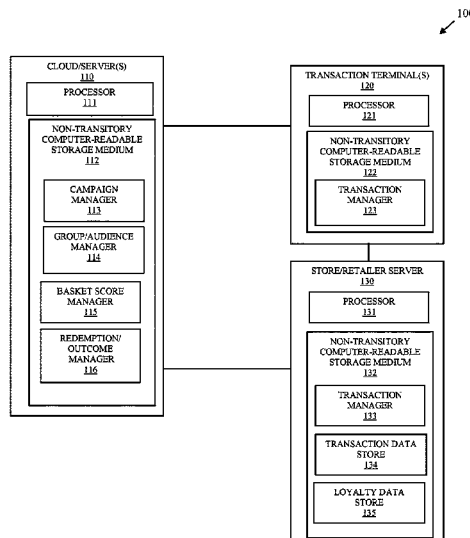 100
CLOUD/SERVER(S)
110
PROCESSOR
111
NON-TRANSITORY
COMPUTER-READABLE
STORAGE MEDIUM
112
CAMPAIGN
MANAGER
113
GROUP/AUDIENCE
MANAGER
114
BASKET SCORE
MANAGER
115
REDEMPTION/
OUTCOME
MANAGER
116
TRANSACTION TERMINAL(S)
120
PROCESSOR
121
NON-TRANSITORY
COMPUTER-READABLE
STORAGE MEDIUM
122
TRANSACTION
MANAGER
123
STORE/RETAILER SERVER
130
PROCESSOR
131
NON-TRANSITORY
COMPUTER-READABLE
STORAGE MEDIUM
132
TRANSACTION
MANAGER
133
TRANSACTION DATA
STORE
134
LOYALTY DATA
STORE
135